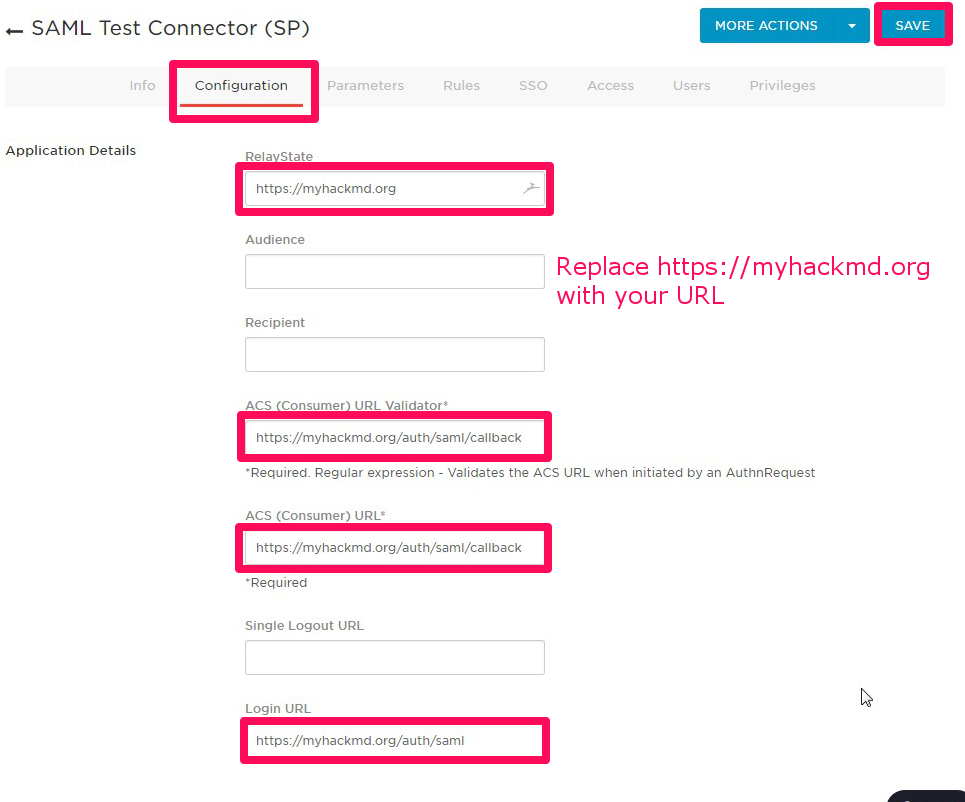 SAML Test Connector (SP)
MORE ACTIONS
SAVE
Info
Configuration
Parameters
Rules
SSO
Access
Users
Privileges
Application Details
RelayState
https://myhackmd.org
Audience
Replace https://myhackmd.org
with your URL
Recipient
ACS (Consumer) URL Validator*
https://myhackmd.org/auth/saml/callback
*Required. Regular expression - Validates the ACS URL when initiated by an AuthnRequest
ACS (Consumer) URL*
https://myhackmd.org/auth/saml/callback
*Required
Single Logout URL
Login URL
https://myhackmd.org/auth/saml